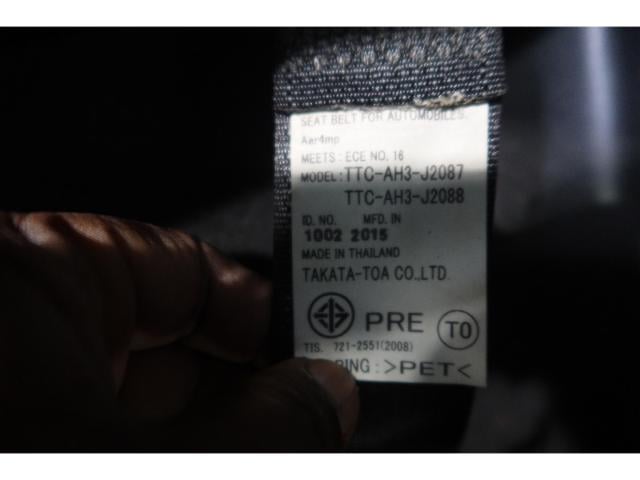 SEAT BELT FOR AUTOMOBILES.
Aar4mp
MEETS: ECE NO. 16
MODEL: TTC-AH3-J2087
TTC-AH3-J2088
ID. NO. MFD. IN
1002 2015
MADE IN THAILAND
TAKATA-TOA CO.,LTD.
PRE TO
TIS. 721-2551(2008)
: >PET<